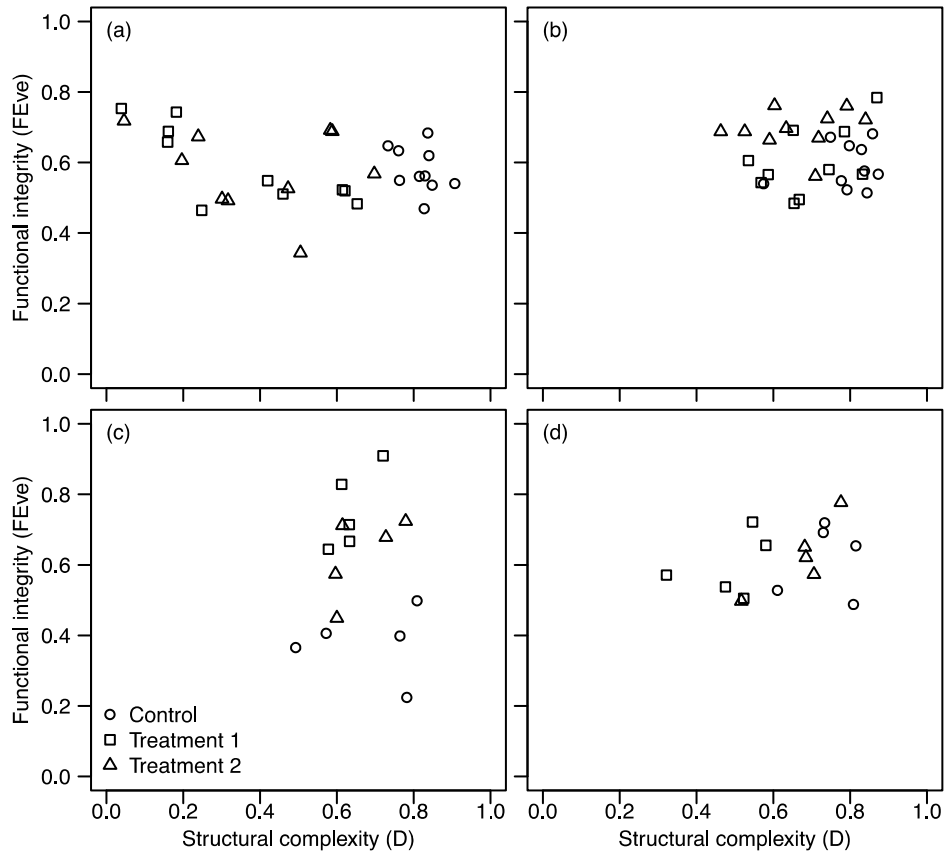 (a)
(b)
1.0
0.8
0.6
0.4
0.2
0.0
Functional integrity (FEve)
(c)
(d)
1.0
0.8
0.6
0.4
0.2
0.0
Functional integrity (FEve)
Control
Treatment 1
Treatment 2
0.0 0.2 0.4 0.6 0.8 1.0
0.0 0.2 0.4 0.6 0.8 1.0
Structural complexity (D)
Structural complexity (D)